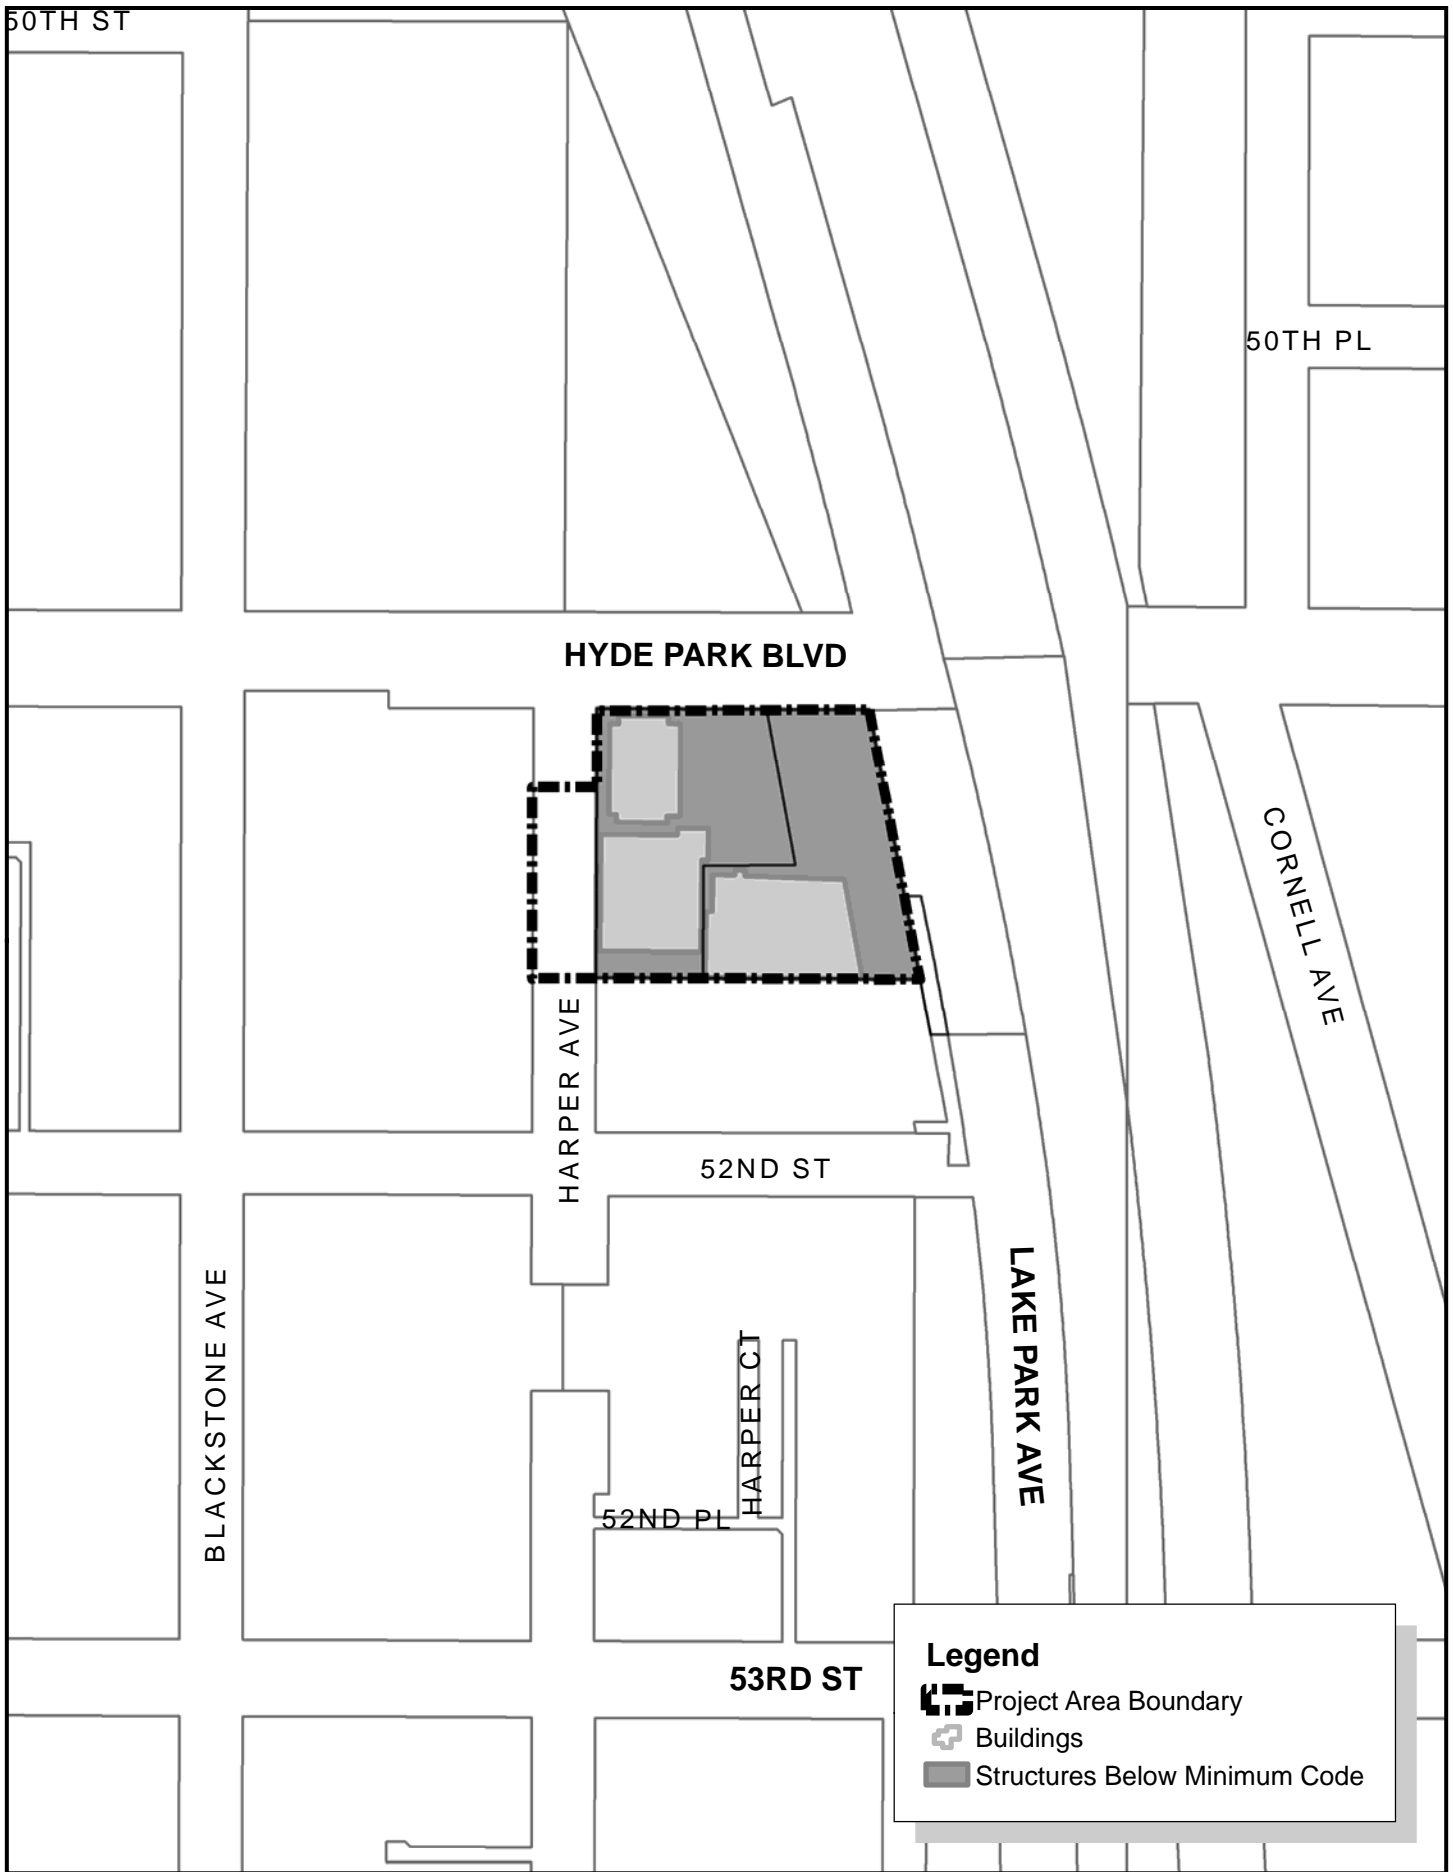 50TH ST
50TH PL
HYDE PARK BLVD
CORNELL AVE
HARPER AVE
52ND ST
LAKE PARK AVE
BLACKSTONE AVE
HARPER CT
52ND PL
53RD ST
Legend
Project Area Boundary
Buildings
Structures Below Minimum Code